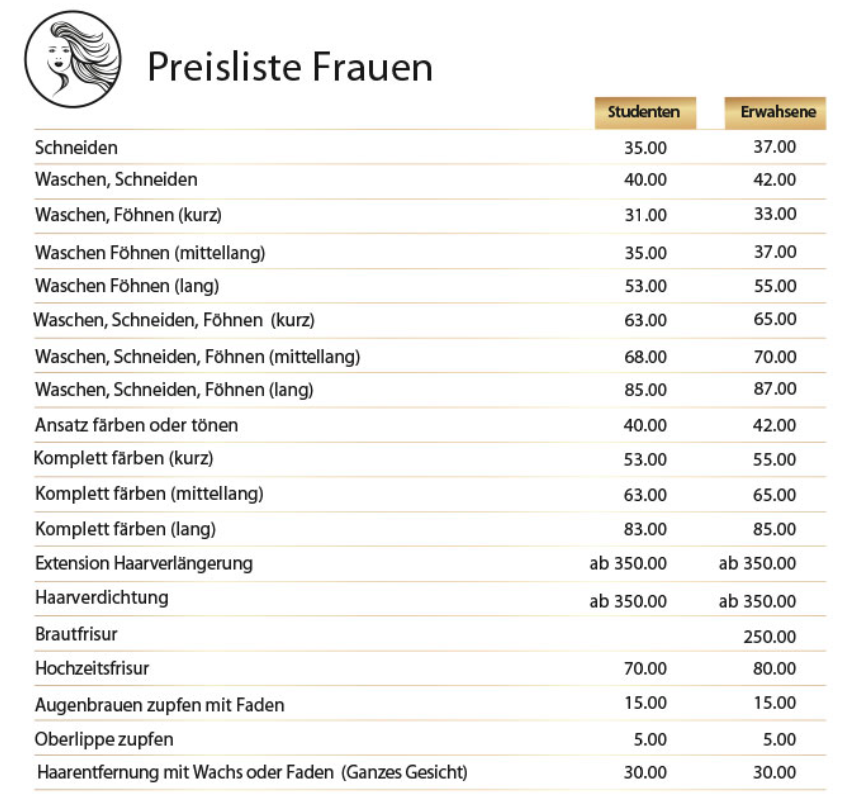 Preisliste Frauen
Studenten Erwahsene
Schneiden 35.00 37.00
Waschen, Schneiden 40.00 42.00
Waschen, Föhnen (kurz) 31.00 33.00
Waschen Föhnen (mittellang) 35.00 37.00
Waschen Föhnen (lang) 53.00 55.00
Waschen, Schneiden, Föhnen (kurz) 63.00 65.00
Waschen, Schneiden, Föhnen (mittellang) 68.00 70.00
Waschen, Schneiden, Föhnen (lang) 85.00 87.00
Ansatz färben oder tönen 40.00 42.00
Komplett färben (kurz) 53.00 55.00
Komplett färben (mittellang) 63.00 65.00
Komplett färben (lang) 83.00 85.00
Extension Haarverlängerung ab 350.00 ab 350.00
Haarverdichtung ab 350.00 ab 350.00
Brautfrisur 250.00
Hochzeitsfrisur 70.00 80.00
Augenbrauen zupfen mit Faden 15.00 15.00
Oberlippe zupfen 5.00 5.00
Haarentfernung mit Wachs oder Faden (Ganzes Gesicht) 30.00 30.00